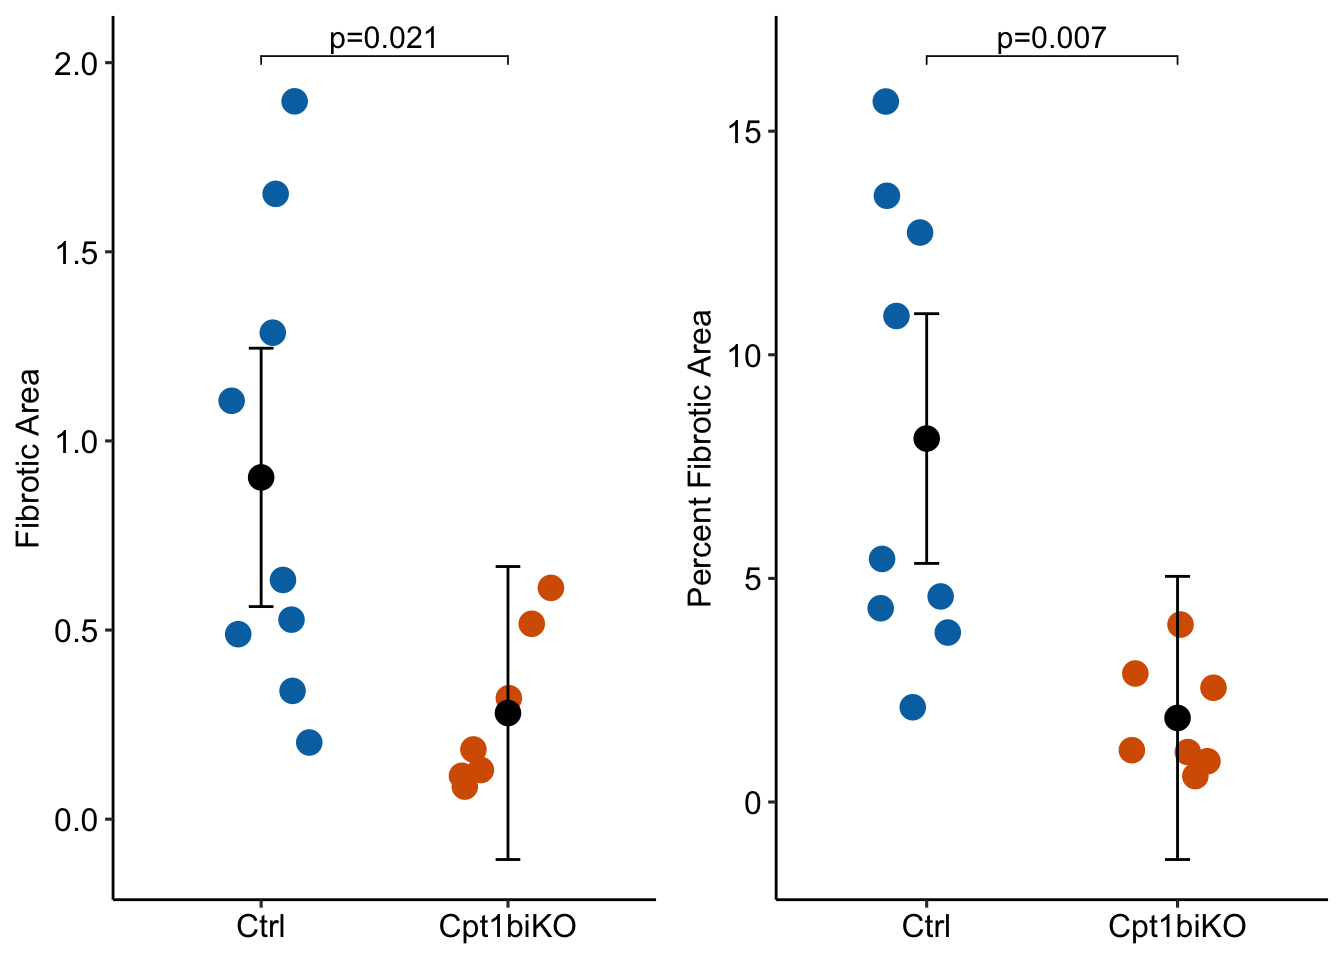 p=0.021
2.0
1.5
1.0
0.5
0.0
Fibrotic Area
Ctrl
Cpt1biKO
p=0.007
15
10
5
0
Percent Fibrotic Area
Ctrl
Cpt1biKO